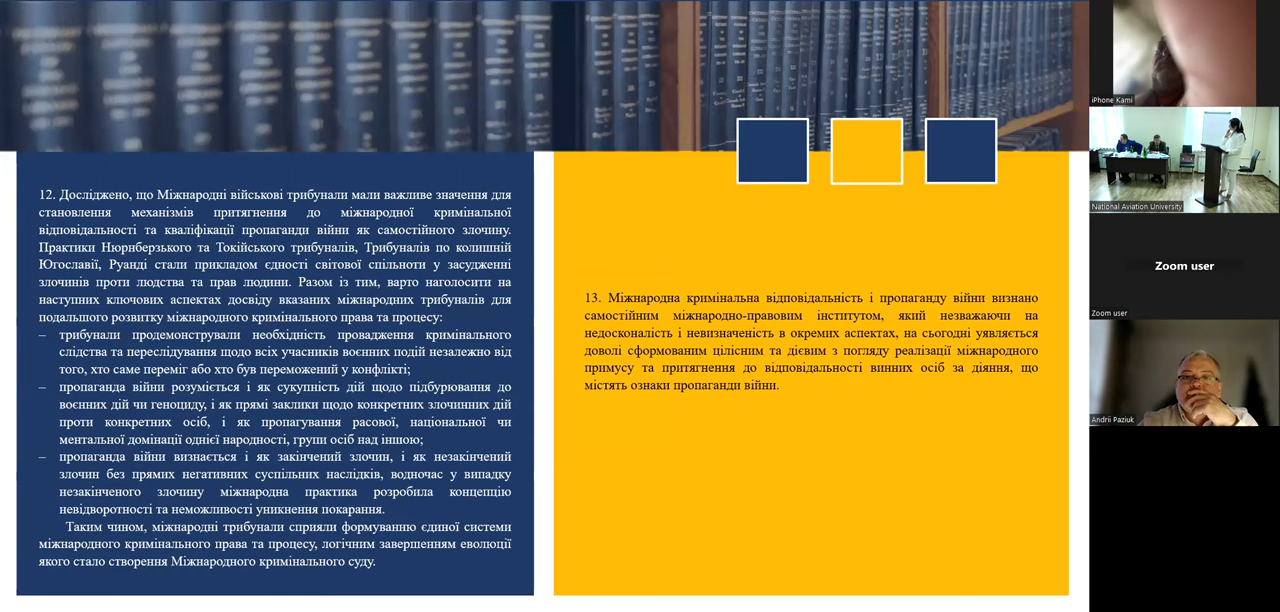 12. Досліджено, що Міжнародні військові трибунали мали важливе значення для
становлення механізмів притягнення до міжнародної кримінальної
відповідальності та кваліфікації пропаганди війни як самостійного злочину.
Практики Нюрнберзького та Токійського трибуналів, Трибуналів по колишній
Югославії, Руанді стали прикладом єдності світової спільноти у засудженні
злочинів проти людства та прав людини. Разом із тим, варто наголосити на
наступних ключових аспектах досвіду вказаних міжнародних трибуналів для
подальшого розвитку міжнародного кримінального права та процесу:
– трибунали продемонстрували необхідність провадження кримінального
слідства та переслідування щодо всіх учасників воєнних подій незалежно від
того, хто саме переміг або хто був переможений у конфлікті;
– пропаганда війни розуміється і як сукупність дій щодо підбурювання до
воєнних дій чи геноциду, і як прямі заклики щодо конкретних злочинних дій
проти конкретних осіб, і як пропагування расової, національної чи
ментальної домінації однієї народності, групи осіб над іншою;
– пропаганда війни визнається і як закінчений злочин, і як незакінчений
злочин без прямих негативних суспільних наслідків, водночас у випадку
незакінченого злочину міжнародна практика розробила концепцію
невідворотності та неможливості уникнення покарання.
Таким чином, міжнародні трибунали сприяли формуванню єдиної системи
міжнародного кримінального права та процесу, логічним завершенням еволюції
якого стало створення Міжнародного кримінального суду.
13. Міжнародна кримінальна відповідальність і пропаганду війни визнано
самостійним міжнародно-правовим інститутом, який незважаючи на
недосконалість і невизначеність в окремих аспектах, на сьогодні уявляється
доволі сформованим цілісним та дієвим з погляду реалізації міжнародного
примусу та притягнення до відповідальності винних осіб за діяння, що
містять ознаки пропаганди війни.
iPhone Kami
National Aviation University
Zoom user
Zoom user
Andrii Paziuk